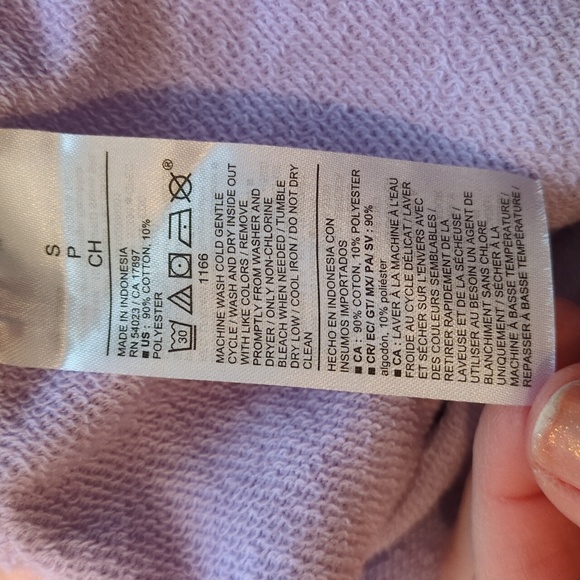 S
P
CH
MADE IN INDONESIA
RN 54023 / CA 17897
■ US : 90% COTTON, 10%
POLYESTER
30
®
1166
MACHINE WASH COLD GENTLE
CYCLE / WASH AND DRY INSIDE OUT
WITH LIKE COLORS / REMOVE
PROMPTLY FROM WASHER AND
DRYER / ONLY NON-CHLORINE
BLEACH WHEN NEEDED / TUMBLE
DRY LOW / COOL IRON / DO NOT DRY
CLEAN
HECHO EN INDONESIA CON
INSUMOS IMPORTADOS
■ CA : 90% COTON, 10% POLYESTER
■ CR/ EC/ GT/ MX/ PA/ SV : 90%
algodón, 10% poliéster
■ CA : LAVER À LA MACHINE À L'EAU
FROIDE AU CYCLE DÉLICAT / LAVER
ET SÉCHER SUR L'ENVERS AVEC
DES COULEURS SEMBLABLES /
RETIRER RAPIDEMENT DE LA
LAVEUSE ET DE LA SÉCHEUSE /
UTILISER AU BESOIN UN AGENT DE
BLANCHIMENT SANS CHLORE
UNIQUEMENT / SÉCHER À LA
MACHINE À BASSE TEMPÉRATURE /
REPASSER À BASSE TEMPÉRATURE /